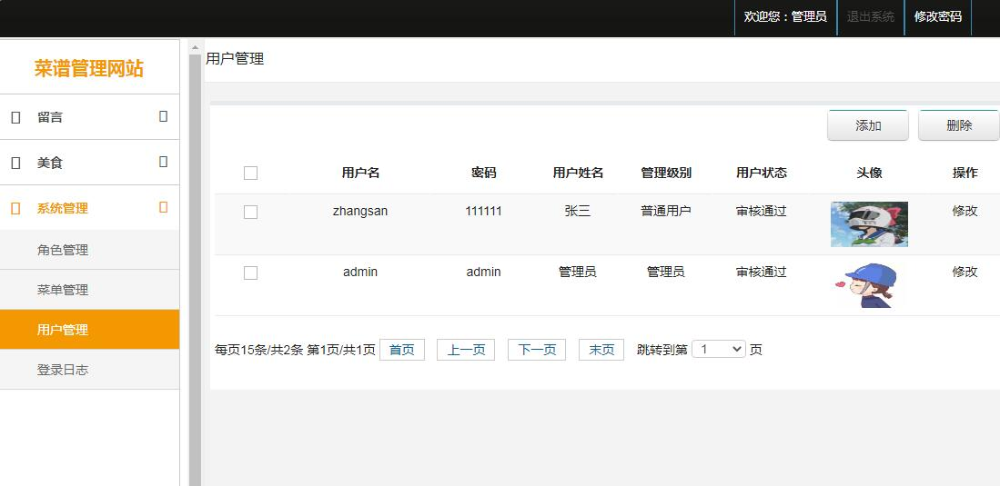 欢迎您：管理员 退出系统 修改密码
菜谱管理网站
留言
美食
系统管理
角色管理
菜单管理
用户管理
登录日志
用户管理
添加 删除
用户名 密码 用户姓名 管理级别 用户状态 头像 操作
zhangsan 111111 张三 普通用户 审核通过 修改
admin admin 管理员 管理员 审核通过 修改
每页15条/共2条 第1页/共1页 首页 上一页 下一页 末页 跳转到第 1 页